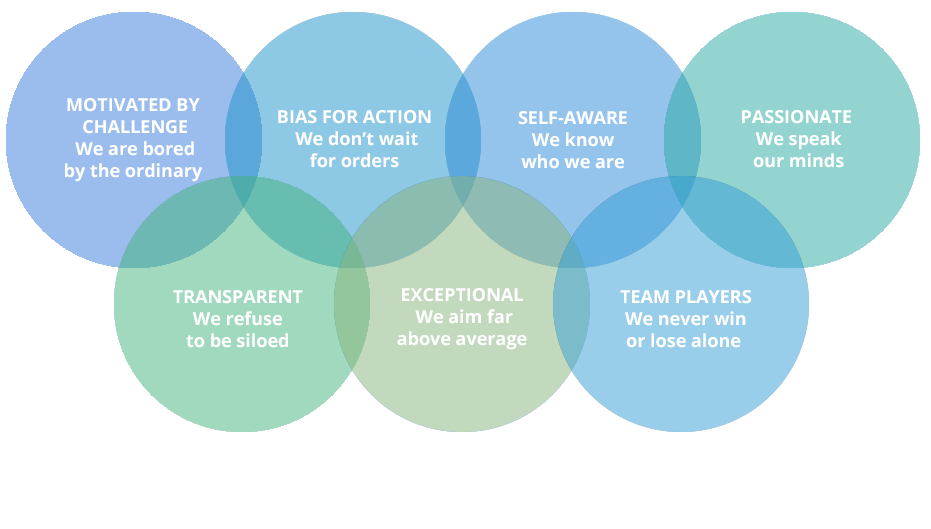 MOTIVATED BY
CHALLENGE
We are bored
by the ordinary
BIAS FOR ACTION
We don’t wait
for orders
SELF-AWARE
We know
who we are
PASSIONATE
We speak
our minds
TRANSPARENT
We refuse
to be siloed
EXCEPTIONAL
We aim far
above average
TEAM PLAYERS
We never win
or lose alone